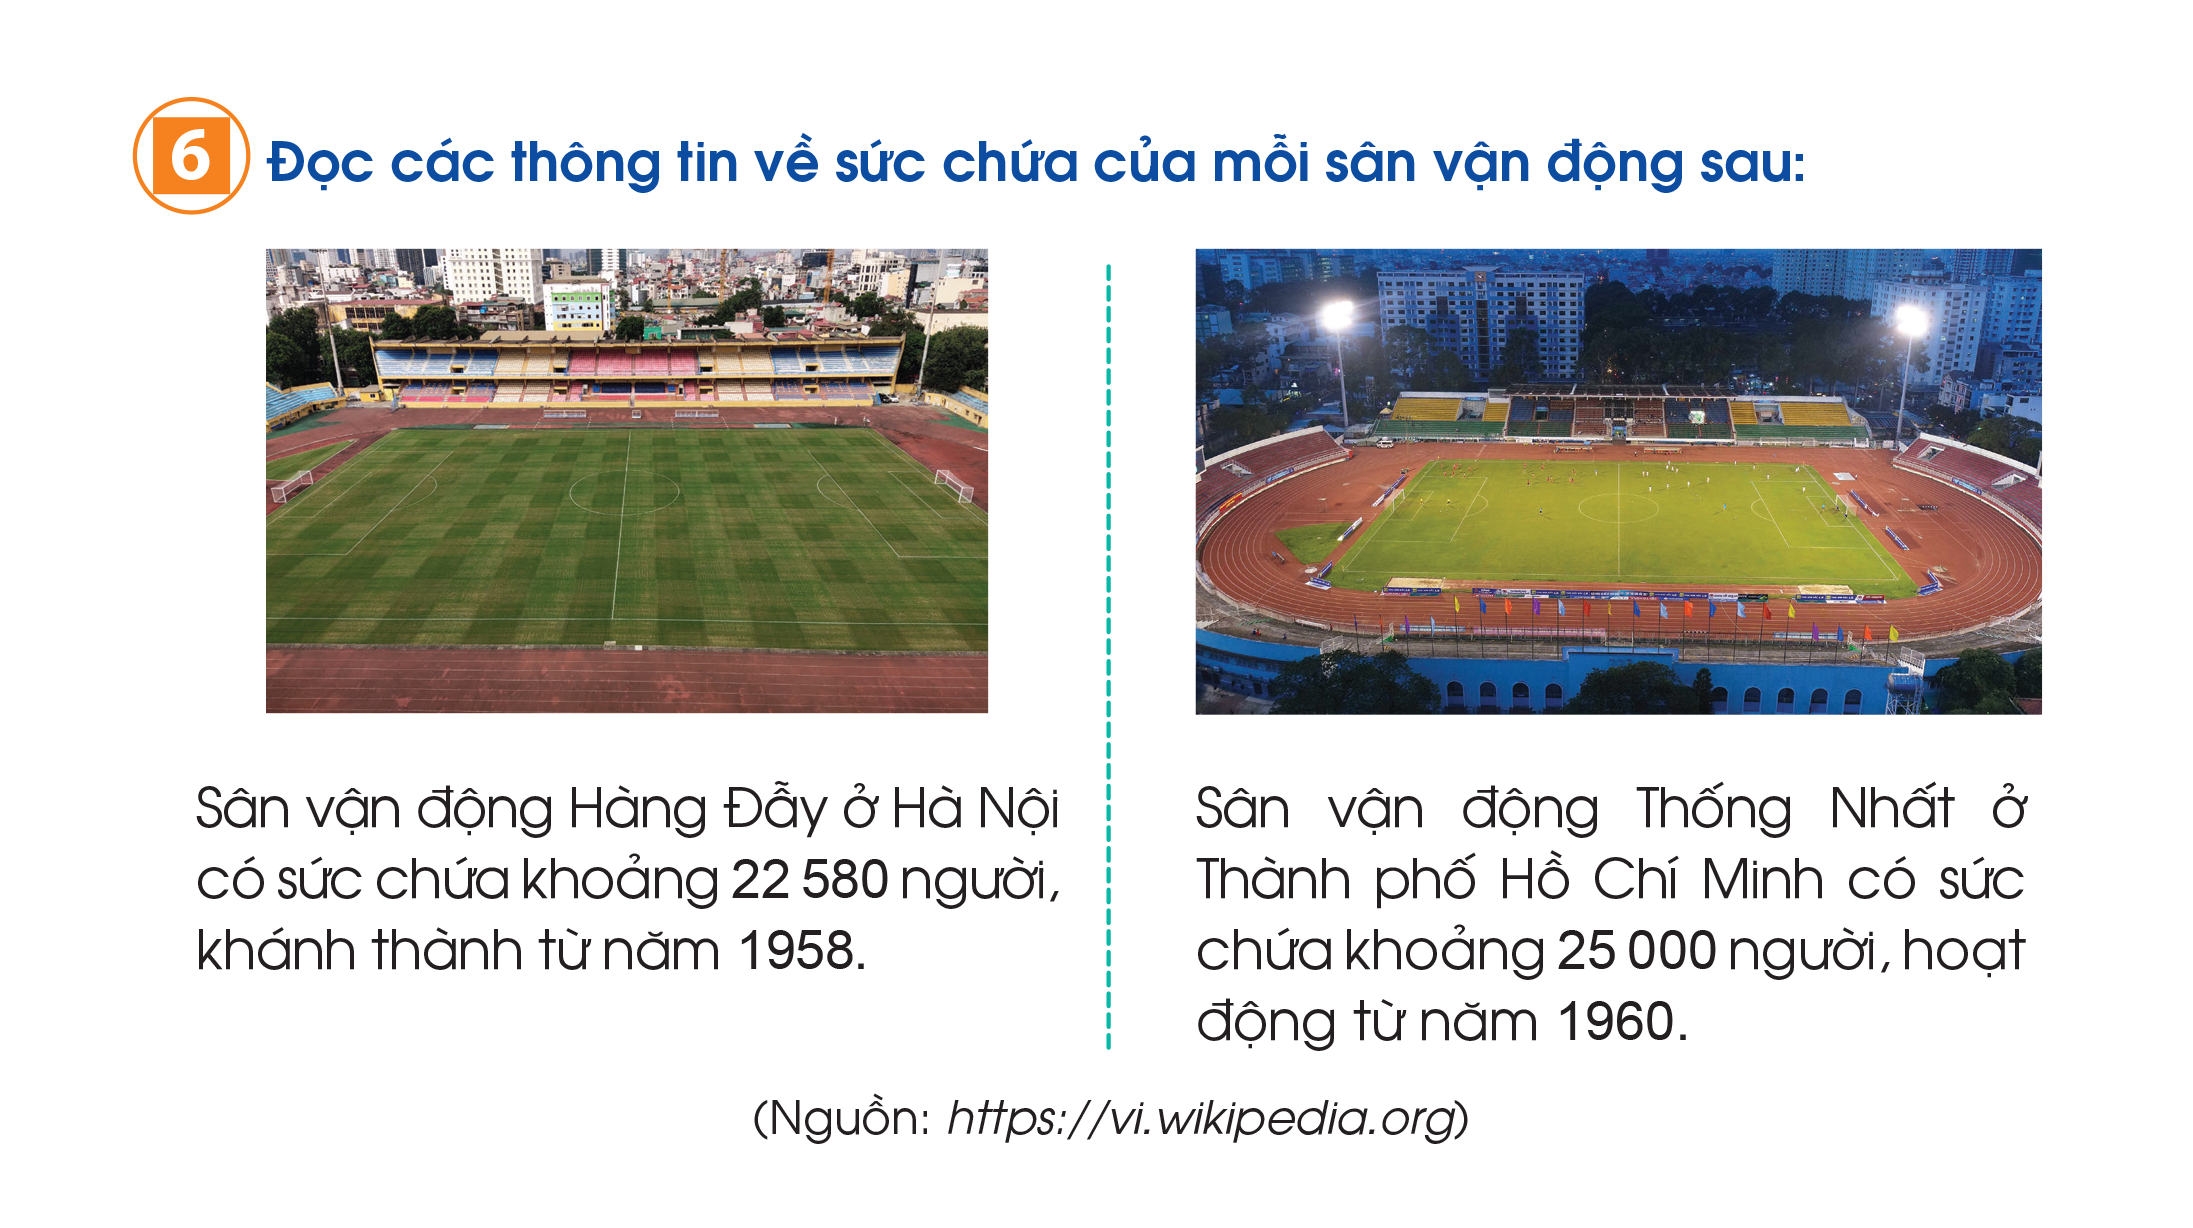 6 Đọc các thông tin về sức chứa của mỗi sân vận động sau:
Sân vận động Hàng Đẫy ở Hà Nội
có sức chứa khoảng 22 580 người,
khánh thành từ năm 1958.
Sân vận động Thống Nhất ở
Thành phố Hồ Chí Minh có sức
chứa khoảng 25 000 người, hoạt
động từ năm 1960.
(Nguồn: https://vi.wikipedia.org)